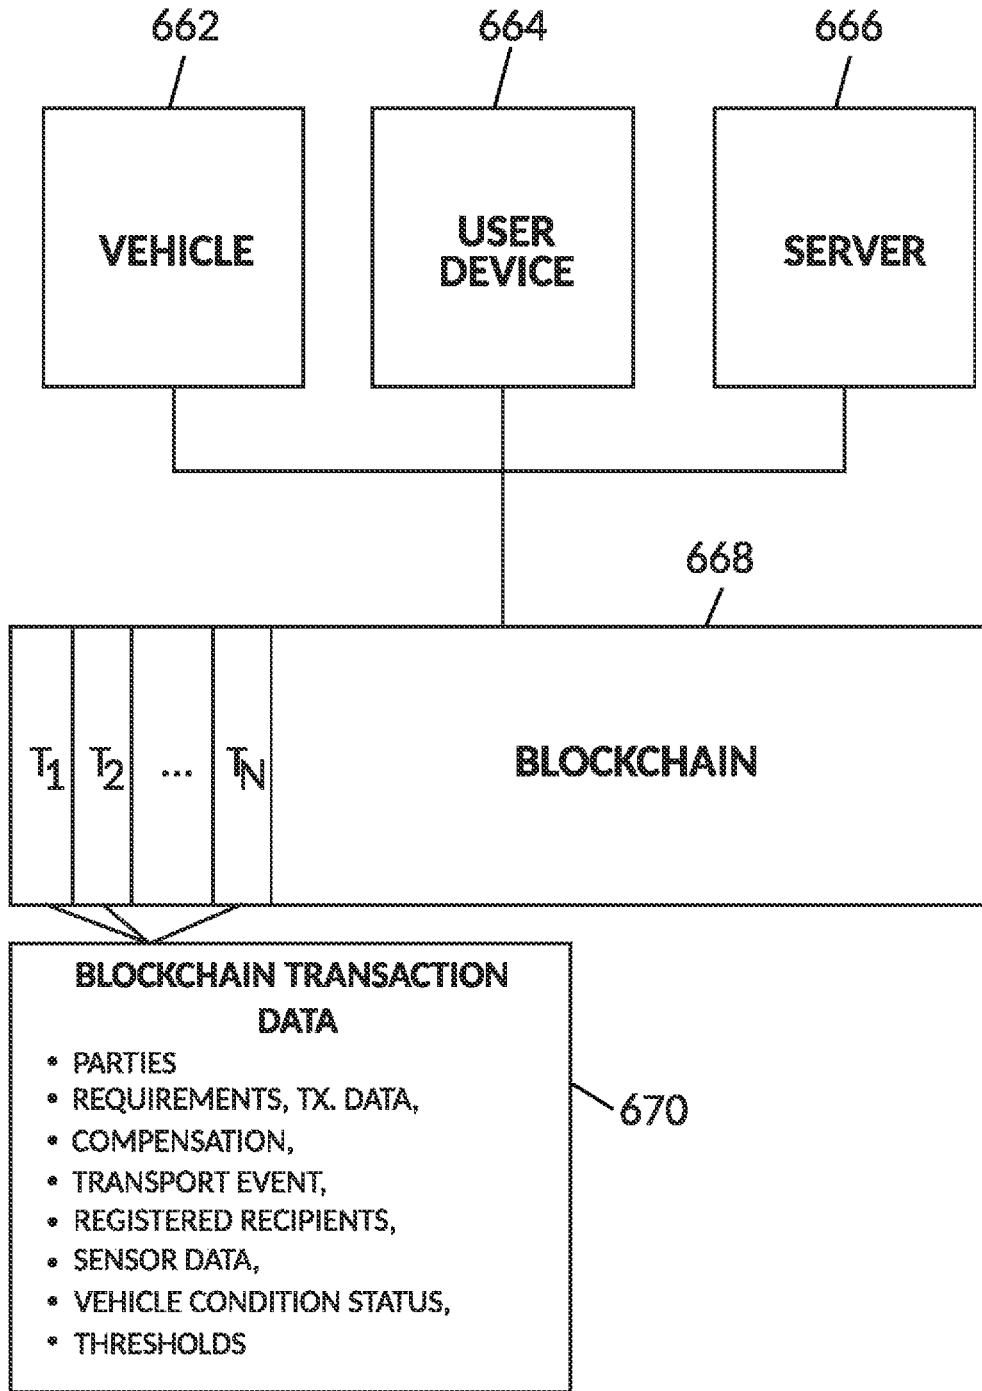 662 664 666
VEHICLE
USER
DEVICE
SERVER
668
T1 T2 ... TN
BLOCKCHAIN
BLOCKCHAIN TRANSACTION
DATA
• PARTIES
• REQUIREMENTS, TX. DATA,
• COMPENSATION,
• TRANSPORT EVENT,
• REGISTERED RECIPIENTS,
• SENSOR DATA,
• VEHICLE CONDITION STATUS,
• THRESHOLDS
670